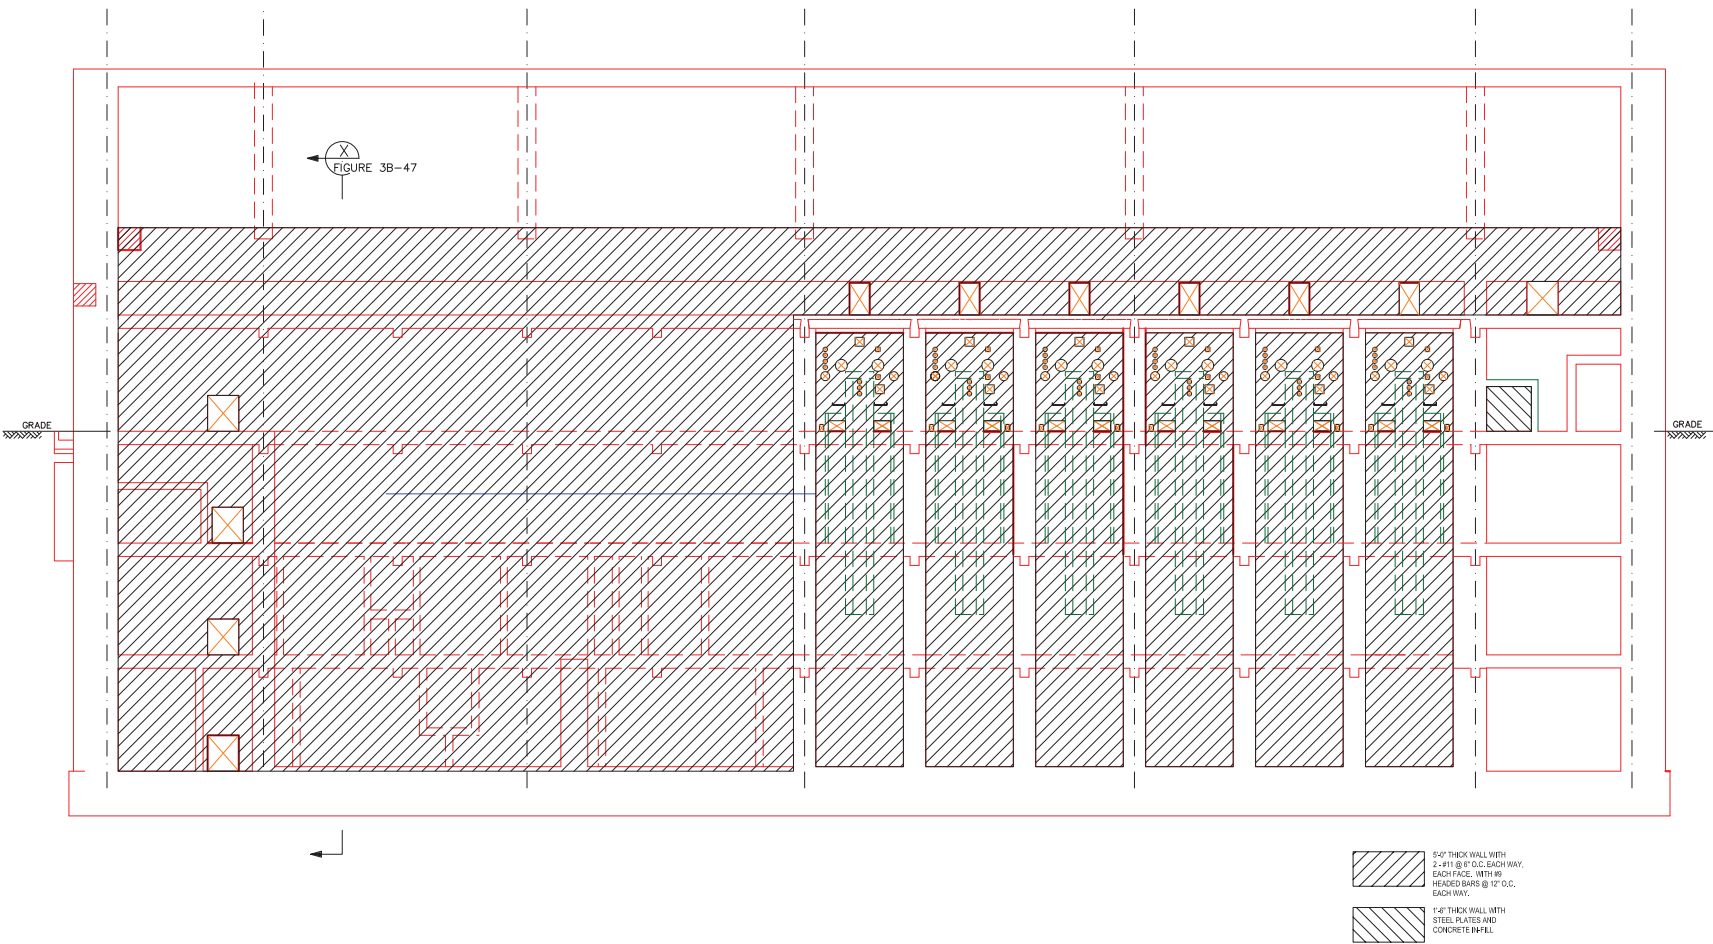 X
FIGURE 3B-47
GRADE
GRADE
5'-0" THICK WALL WITH
2 - #11 @ 6" O.C. EACH WAY,
EACH FACE. WITH #9
HEADED BARS @ 12" O.C.
EACH WAY.
1'-6" THICK WALL WITH
STEEL PLATES AND
CONCRETE IN-FILL